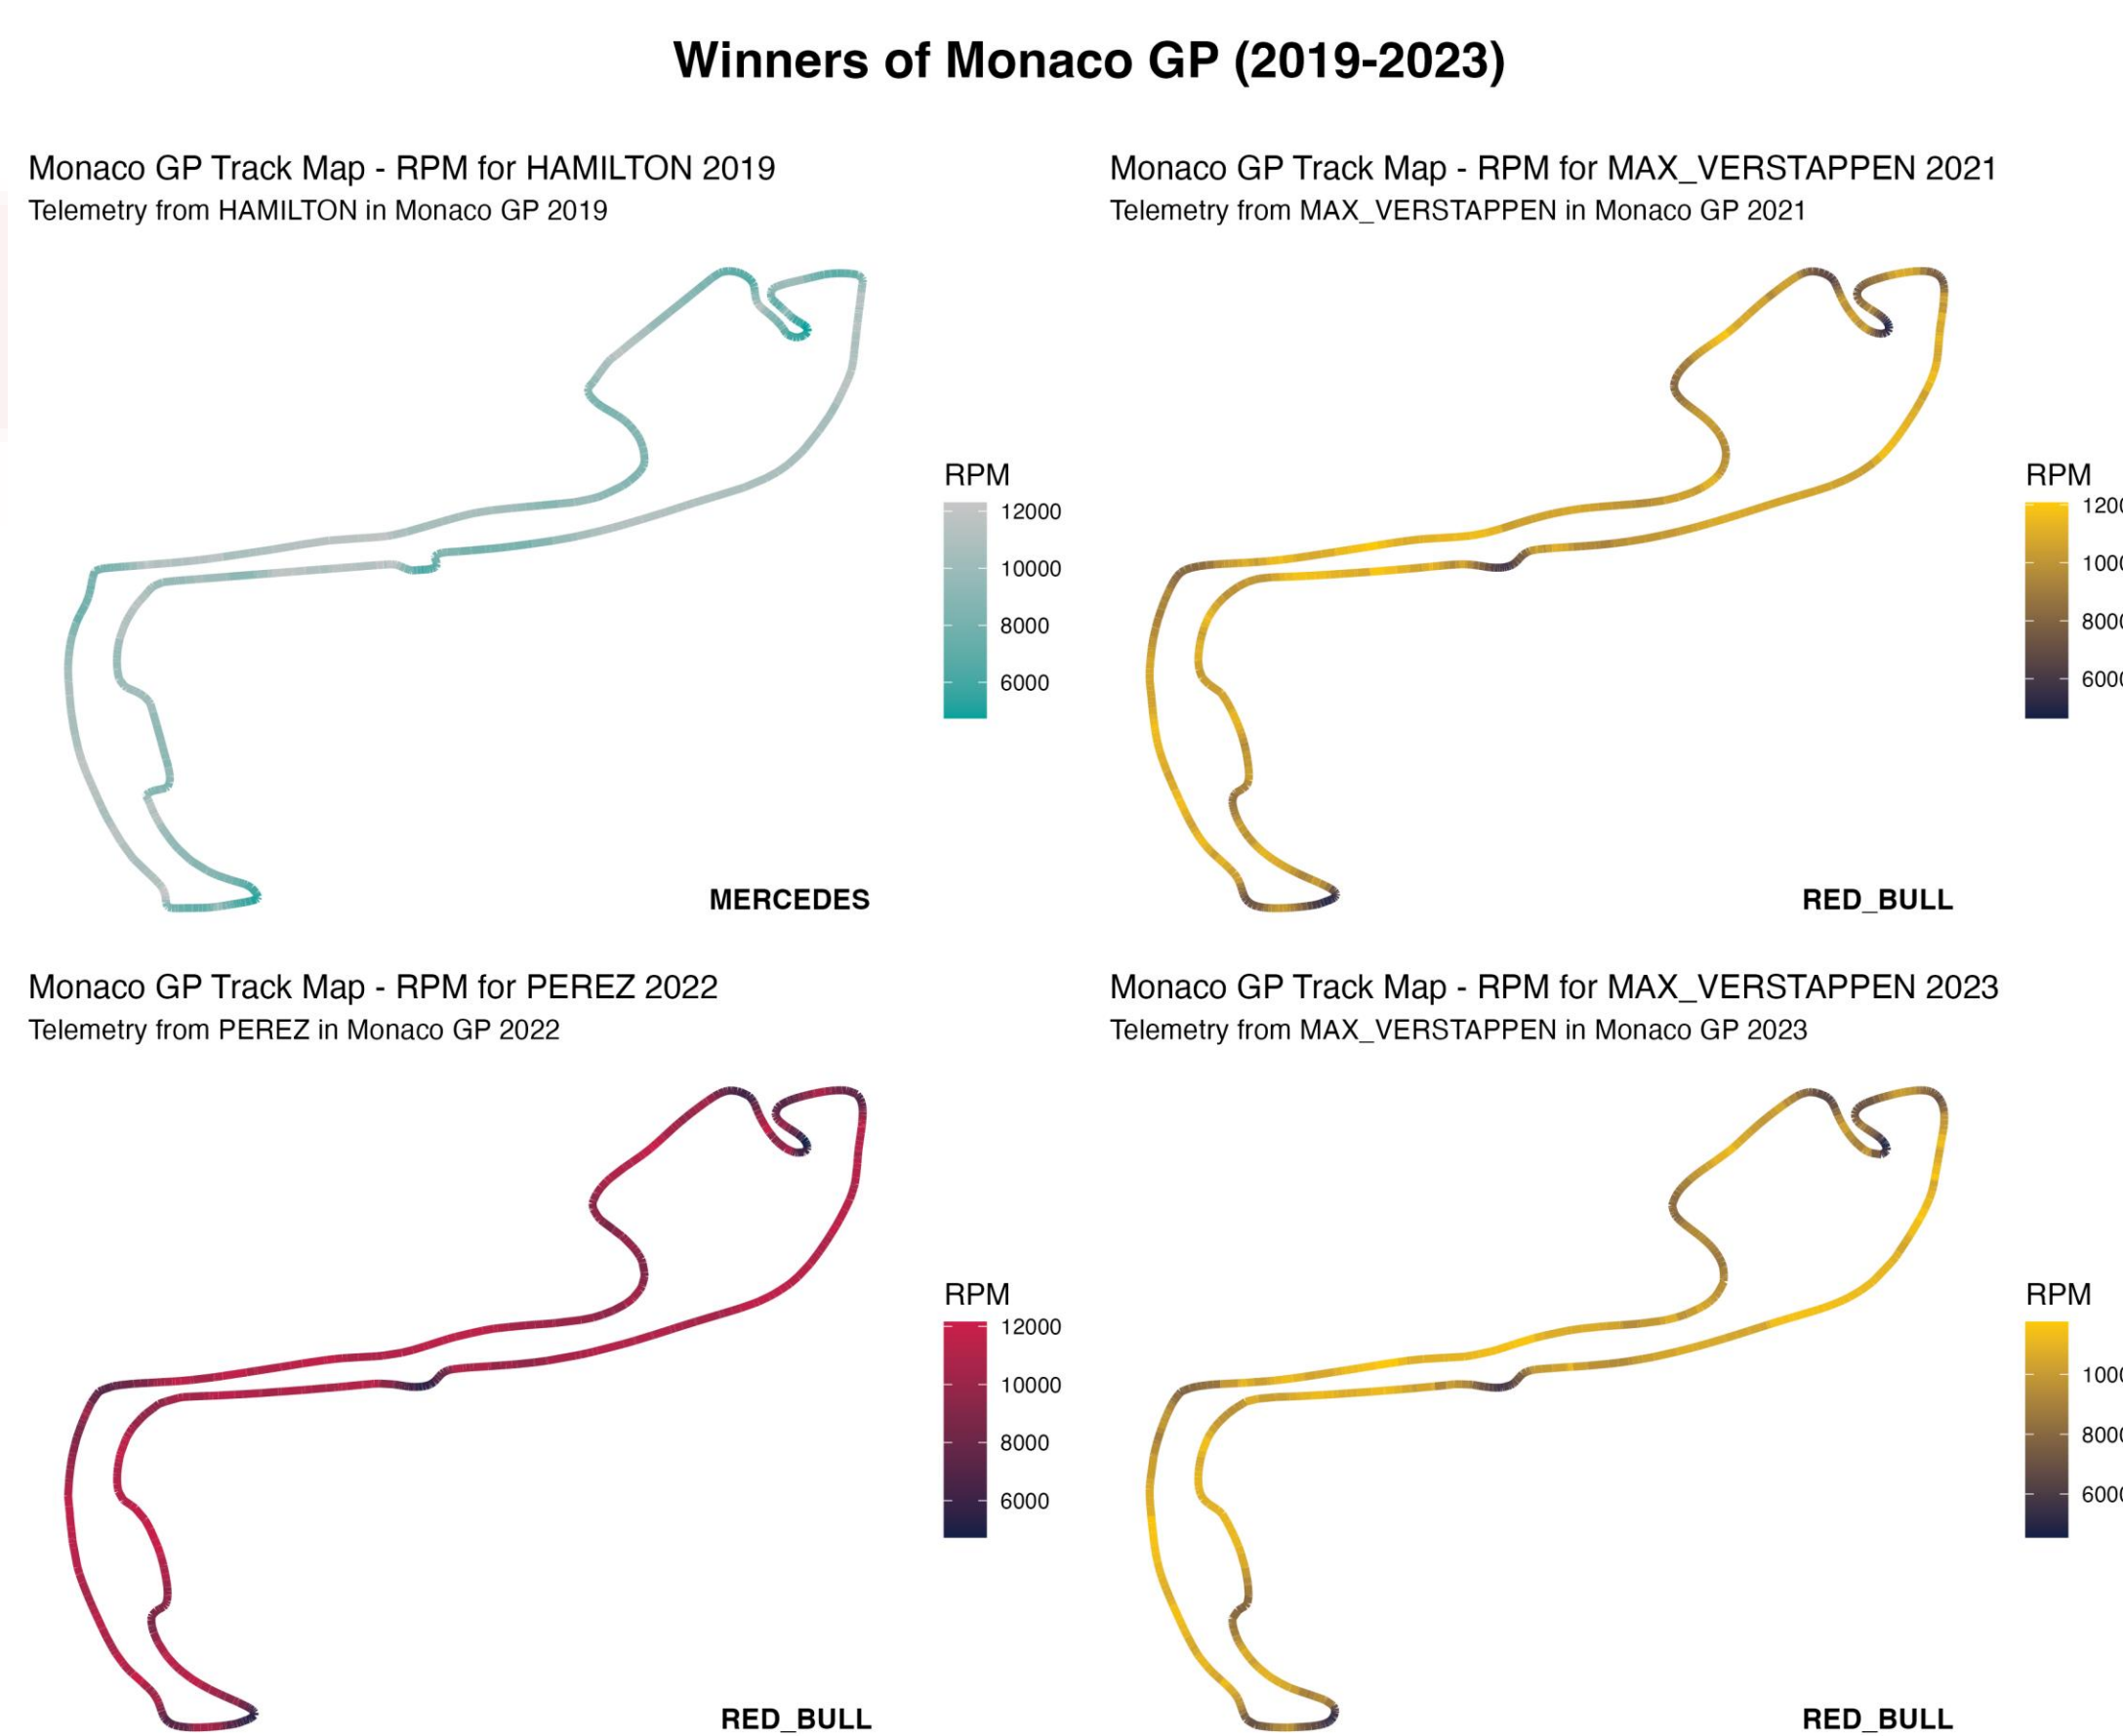 Winners of Monaco GP (2019-2023)
Monaco GP Track Map - RPM for HAMILTON 2019
Telemetry from HAMILTON in Monaco GP 2019
RPM
12000
10000
8000
6000
MERCEDES
Monaco GP Track Map - RPM for MAX_VERSTAPPEN 2021
Telemetry from MAX_VERSTAPPEN in Monaco GP 2021
RPM
RED_BULL
Monaco GP Track Map - RPM for PEREZ 2022
Telemetry from PEREZ in Monaco GP 2022
RPM
12000
10000
8000
6000
RED_BULL
Monaco GP Track Map - RPM for MAX_VERSTAPPEN 2023
Telemetry from MAX_VERSTAPPEN in Monaco GP 2023
RPM
RED_BULL